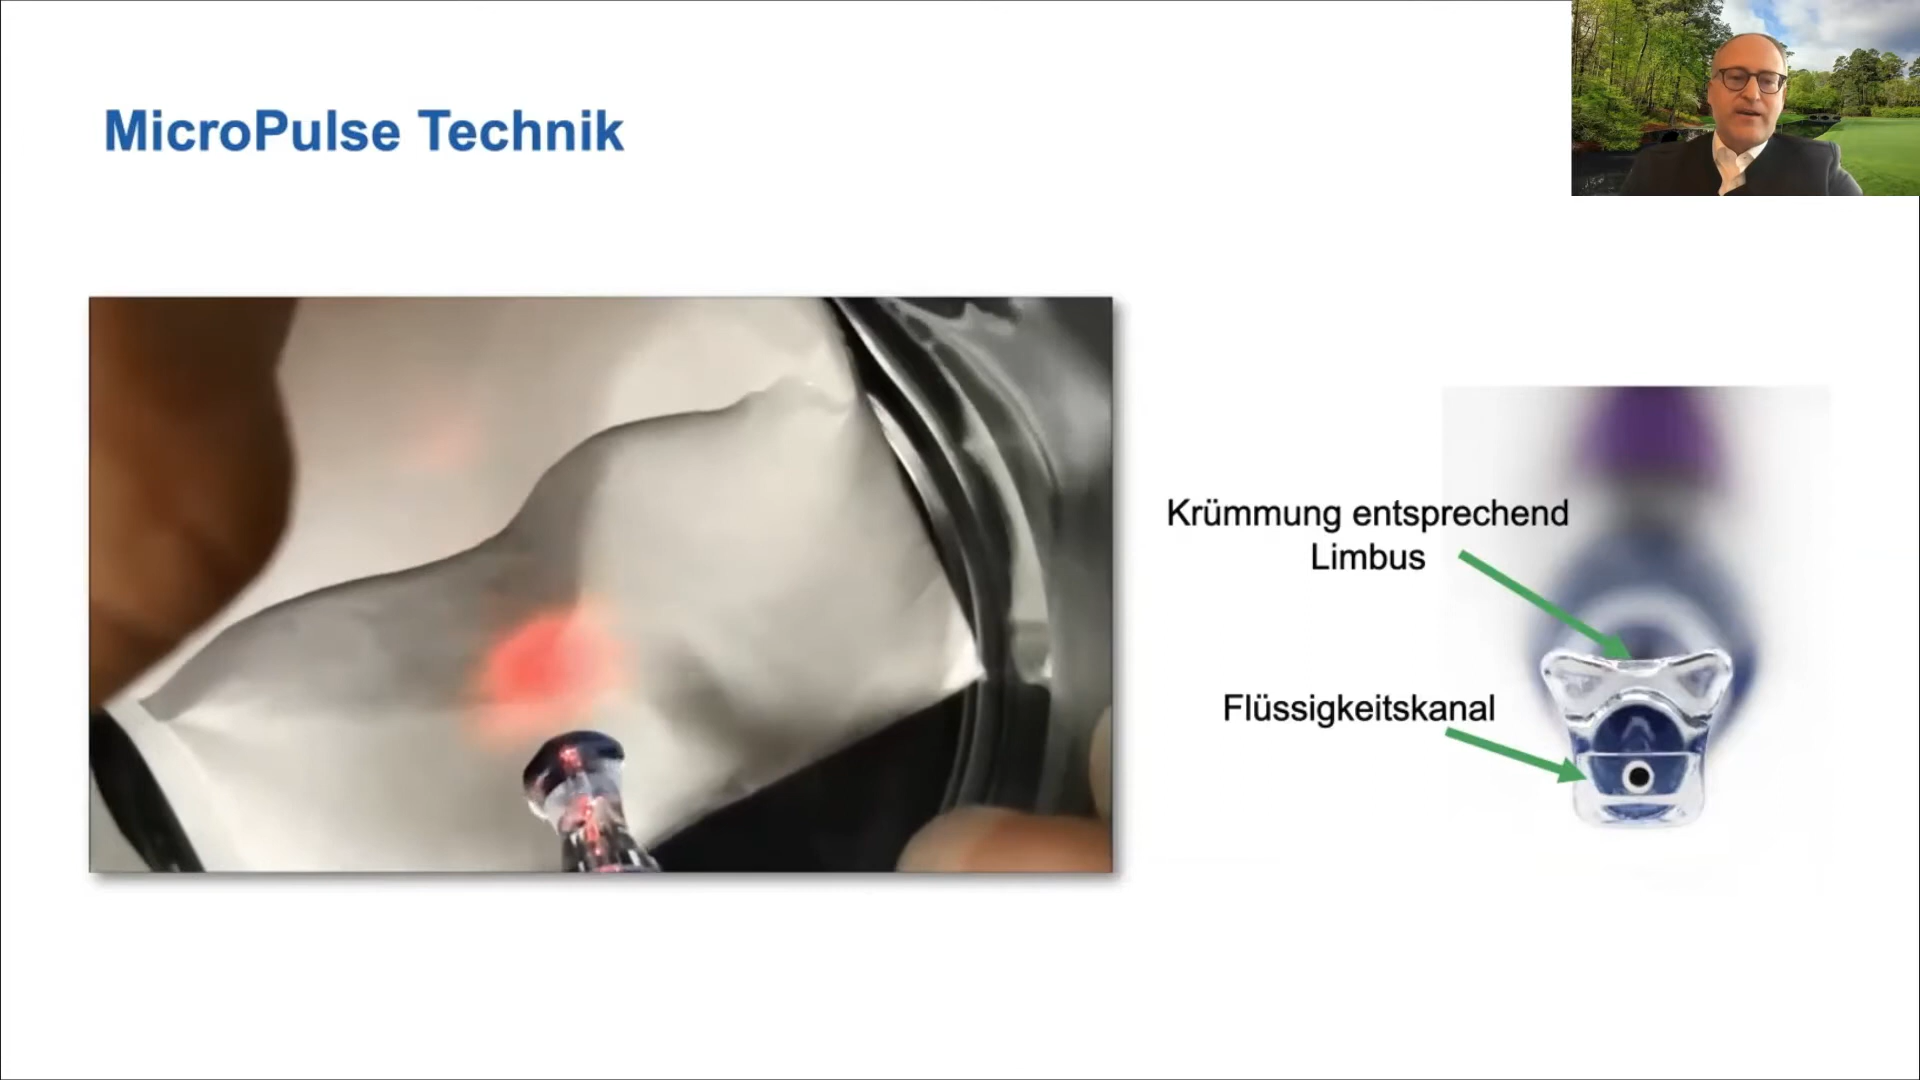 MicroPulse Technik
Krümmung entsprechend
Limbus
Flüssigkeitskanal